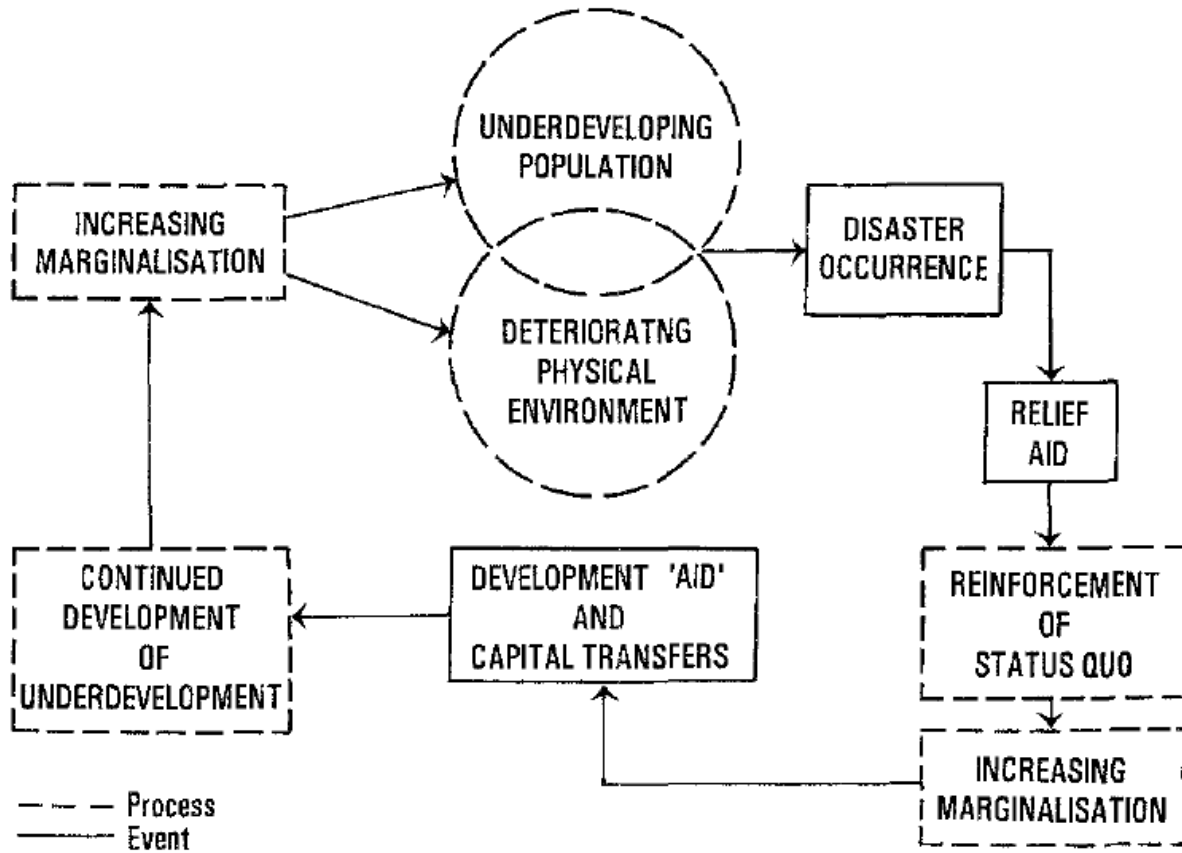 UNDERDEVELOPING
POPULATION
INCREASING
MARGINALISATION
DISASTER
OCCURRENCE
DETERIORATNG
PHYSICAL
ENVIRONMENT
RELIEF
AID
CONTINUED
DEVELOPMENT
OF
UNDERDEVELOPMENT
DEVELOPMENT 'AID'
AND
CAPITAL TRANSFERS
REINFORCEMENT
OF
STATUS QUO
INCREASING
MARGINALISATION
Process
Event